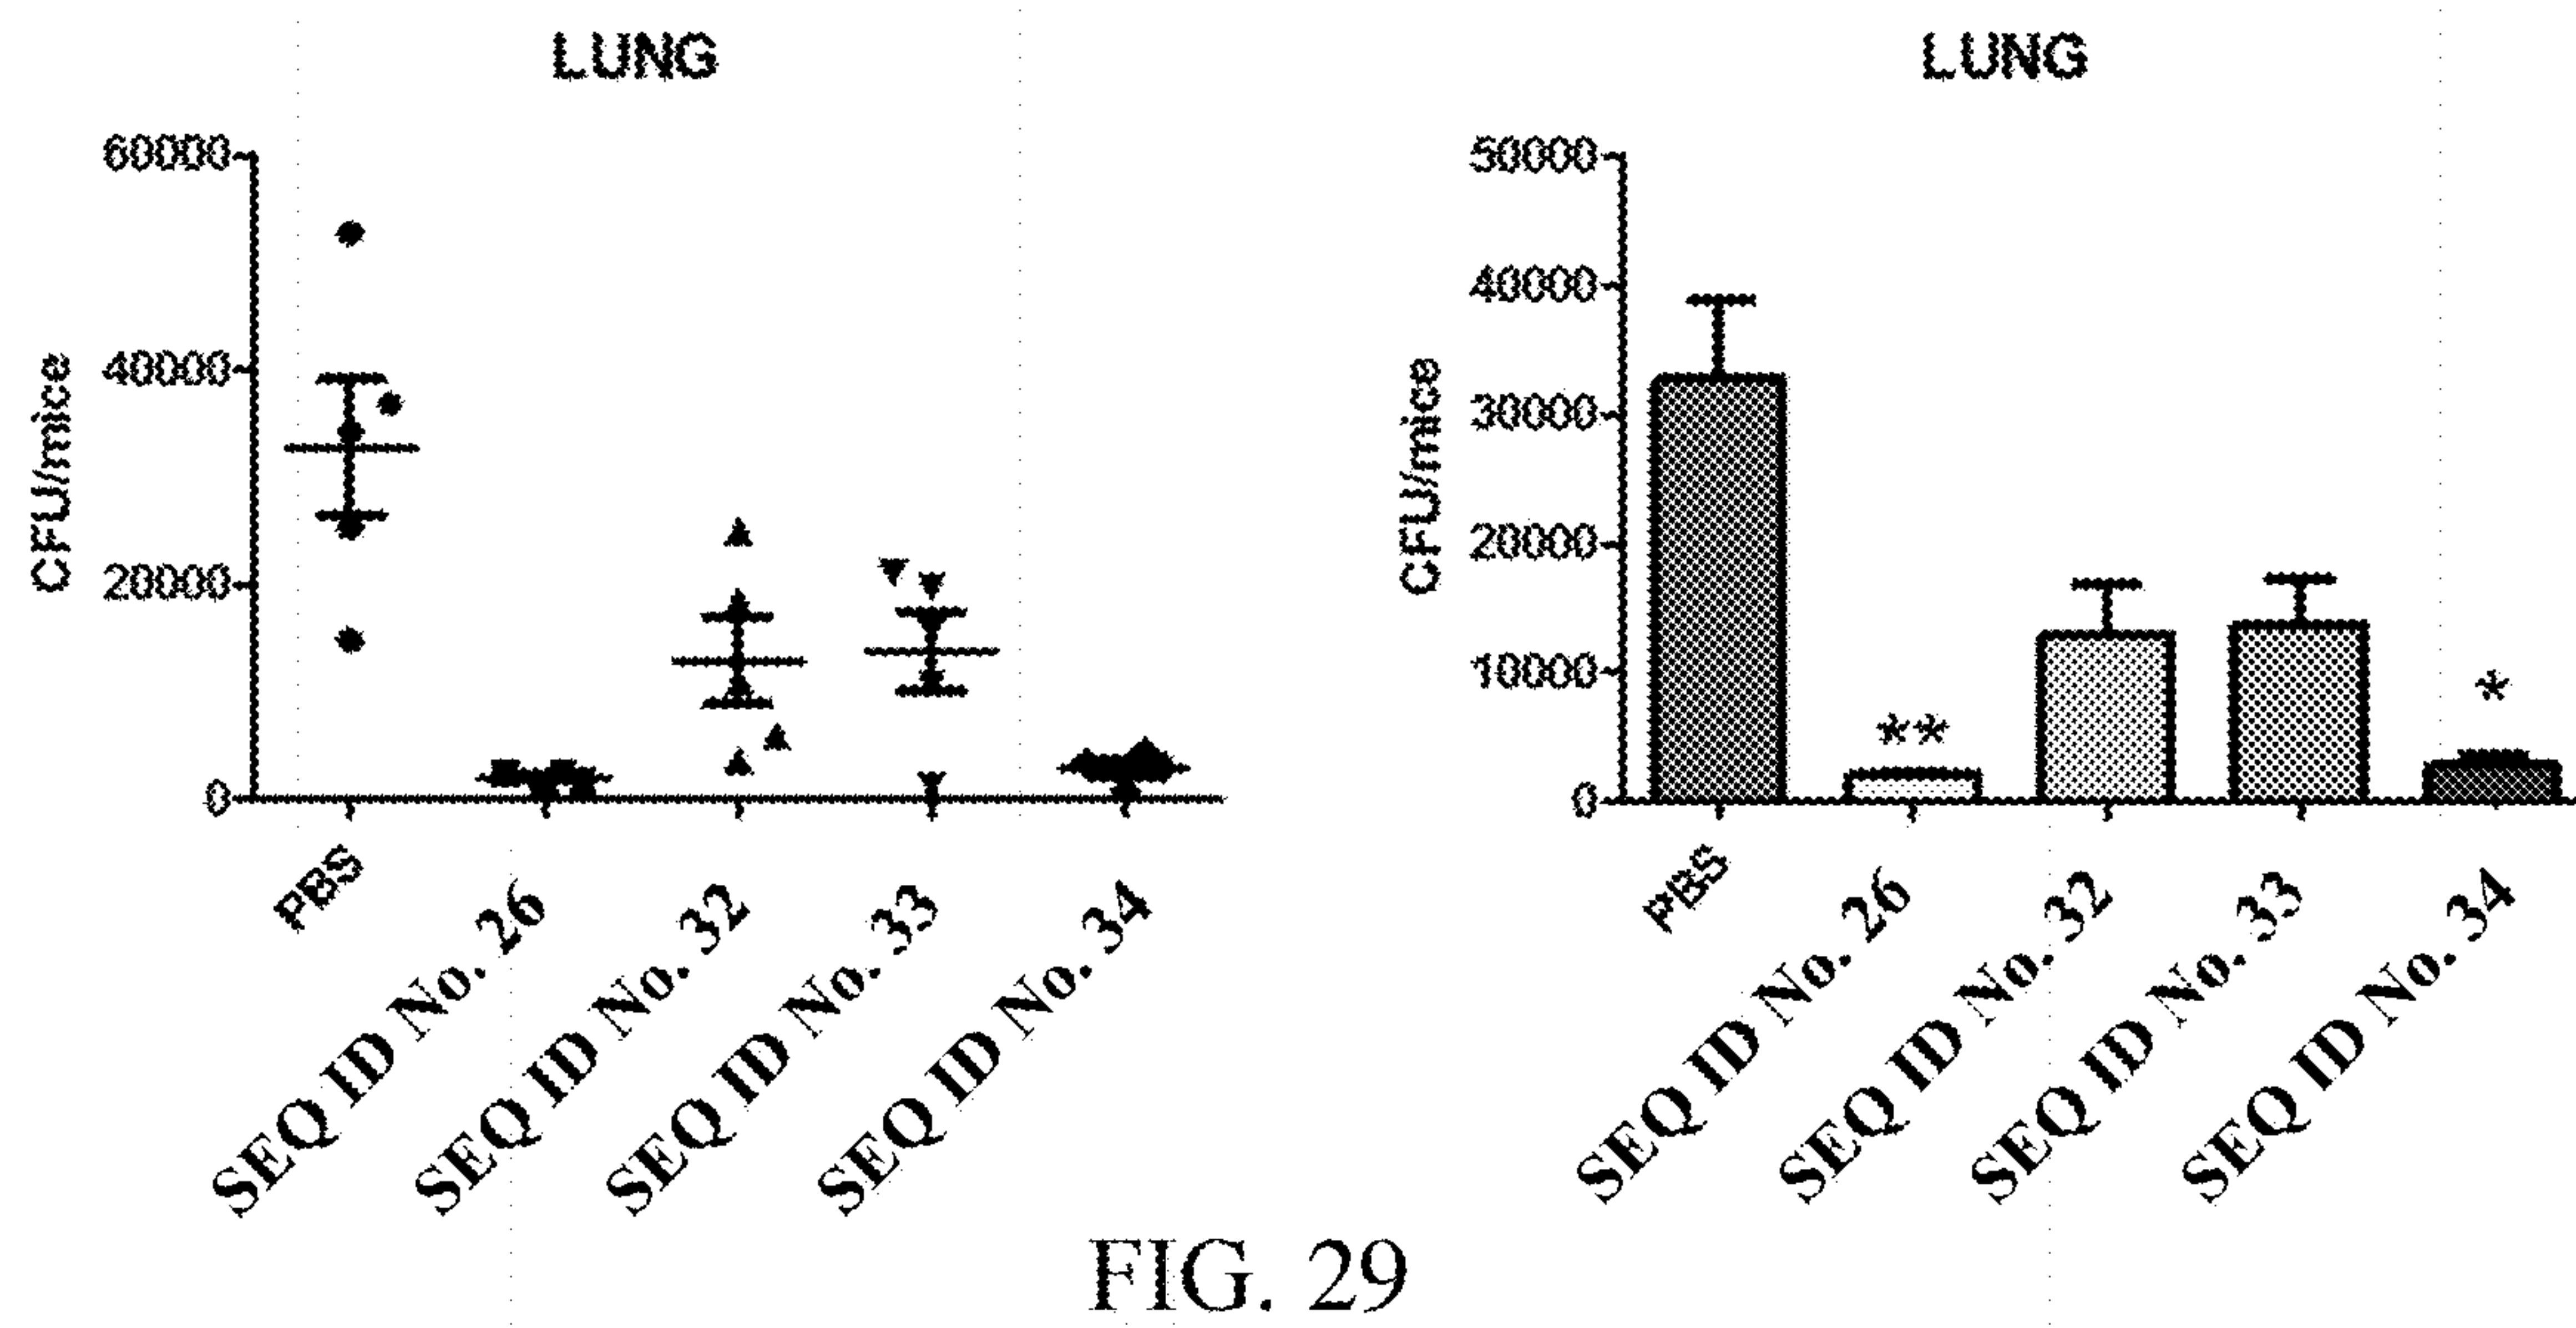 LUNG
60000
40000
20000
0
CFU/mice
PBS
SEQ ID No. 26
SEQ ID No. 32
SEQ ID No. 33
SEQ ID No. 34
LUNG
50000
40000
30000
20000
10000
0
CFU/mice
**
*
PBS
SEQ ID No. 26
SEQ ID No. 32
SEQ ID No. 33
SEQ ID No. 34
FIG. 29